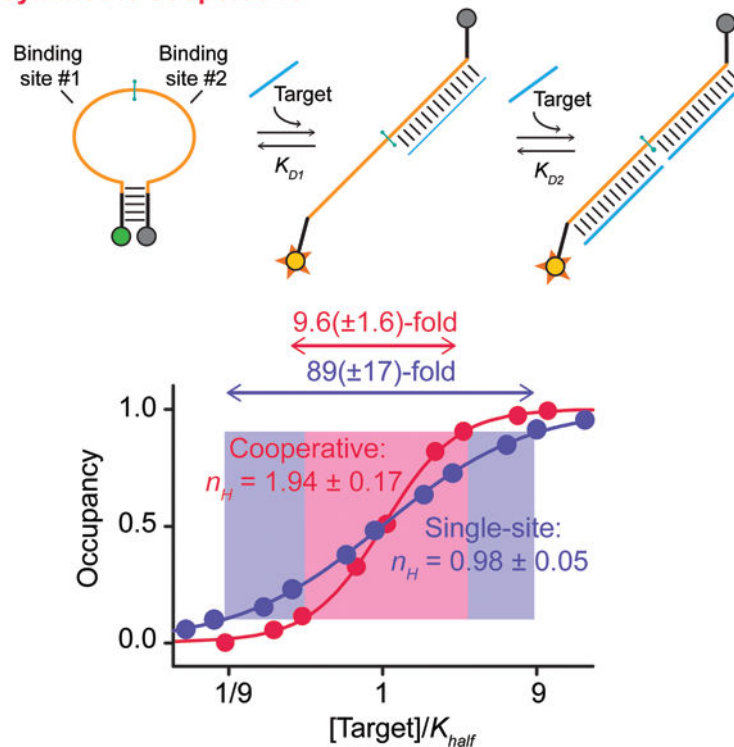 Binding
site #1
Binding
site #2
Target
K_D1
Target
K_D2
9.6(±1.6)-fold
89(±17)-fold
1.0
Cooperative:
n_H = 1.94 ± 0.17
0.5
Single-site:
n_H = 0.98 ± 0.05
0.0
Occupancy
1/9
1
9
[Target]/K_half